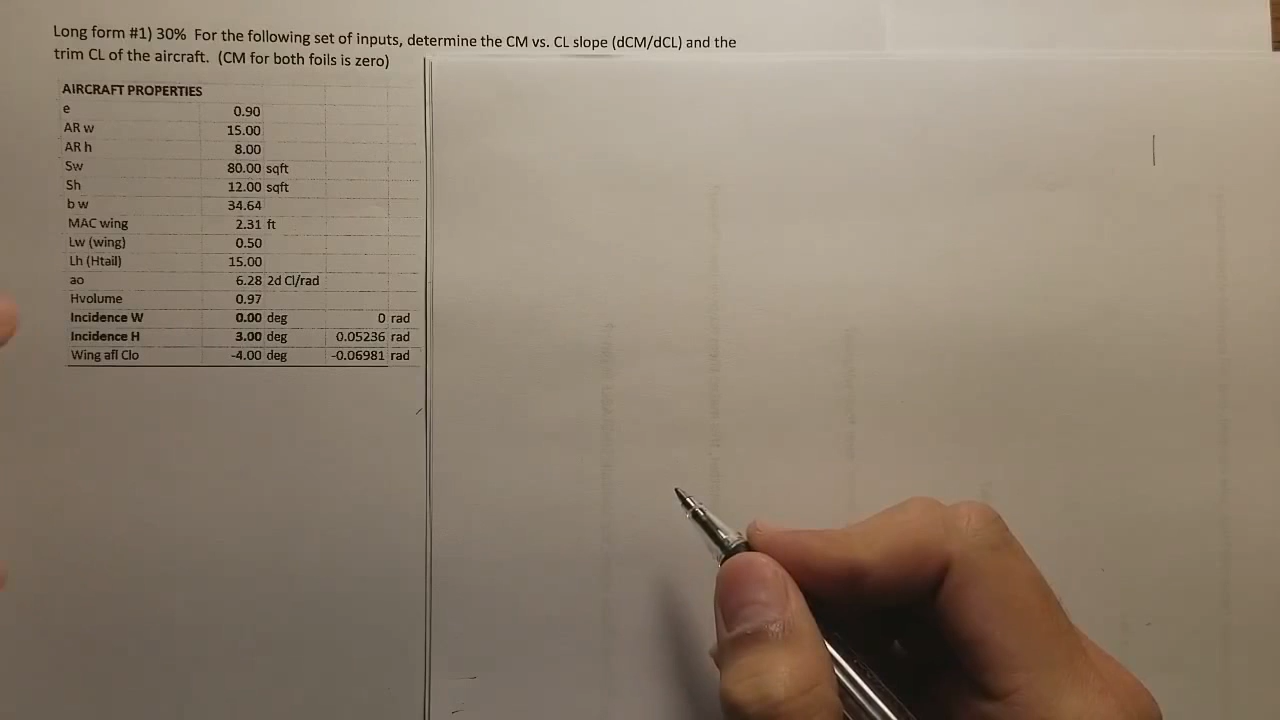 Long form #1) 30% For the following set of inputs, determine the CM vs. CL slope (dCM/dCL) and the
trim CL of the aircraft. (CM for both foils is zero)
AIRCRAFT PROPERTIES
e 0.90
AR w 15.00
AR h 8.00
Sw 80.00 sqft
Sh 12.00 sqft
b w 34.64
MAC wing 2.31 ft
Lw (wing) 0.50
Lh (Htail) 15.00
ao 6.28 2d Cl/rad
Hvolume 0.97
Incidence W 0.00 deg 0 rad
Incidence H 3.00 deg 0.05236 rad
Wing afl Clo -4.00 deg -0.06981 rad